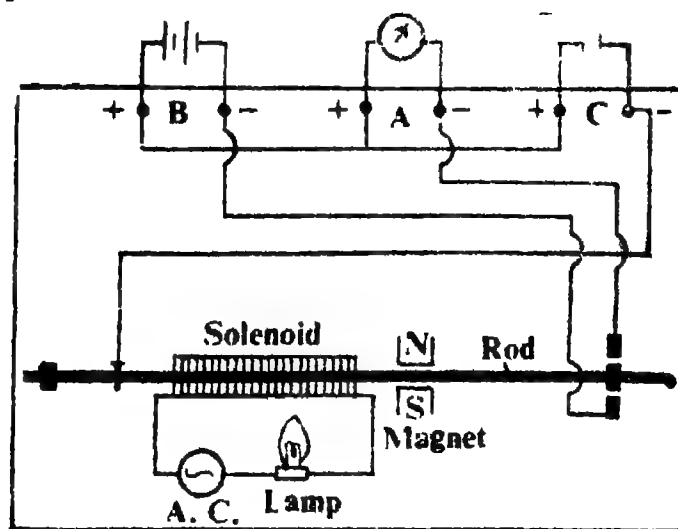 + B - + A - + C -
Solenoid
N
Rod
S
Magnet
A. C.
Lamp